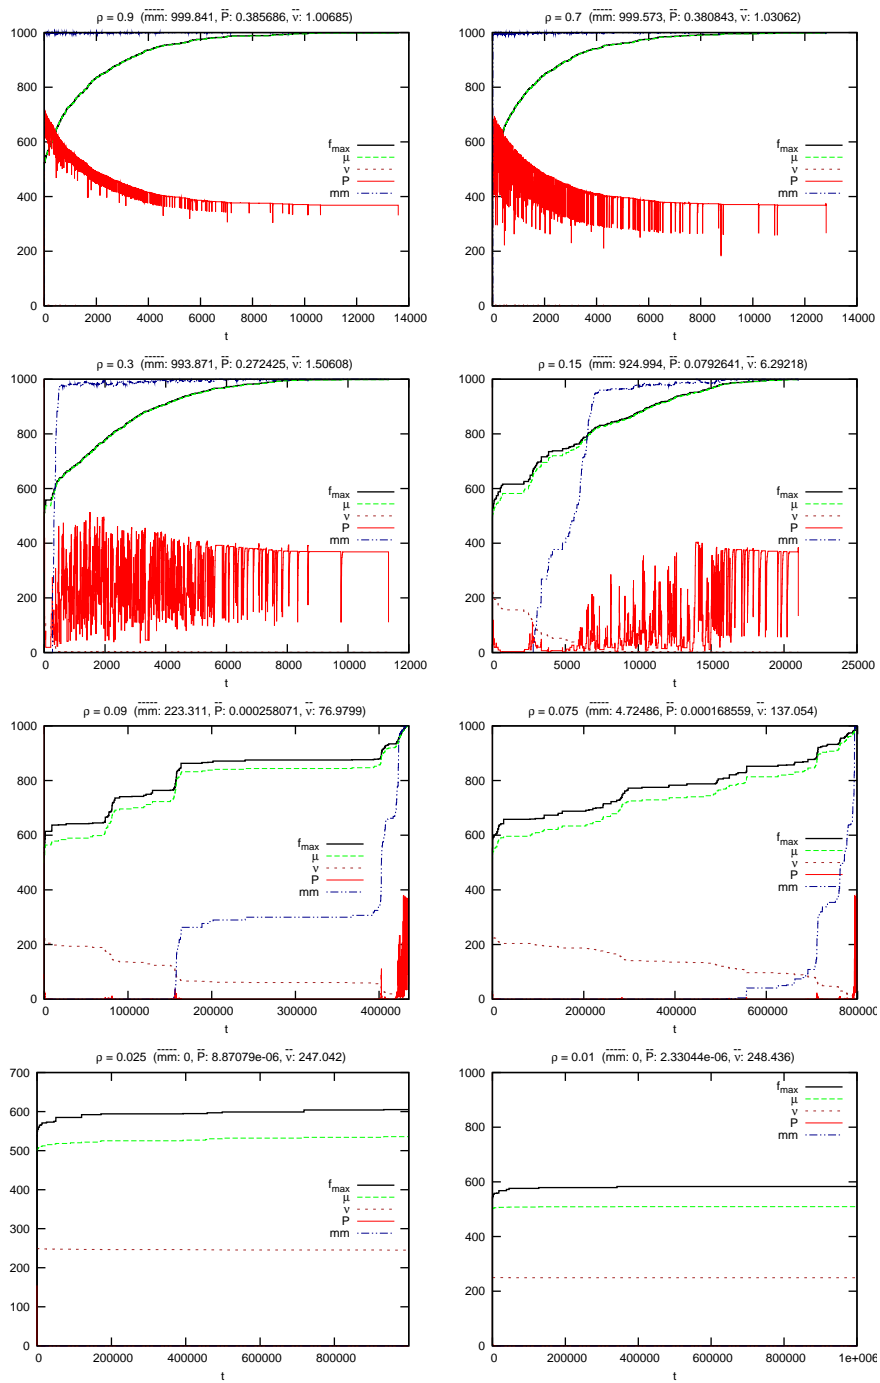 ρ = 0.9 (mm: 999.841, P: 0.385686, ν: 1.00685)
1000
800
600
400
200
0
f_max
μ
ν
P
mm
0 2000 4000 6000 8000 10000 12000 14000
t
ρ = 0.7 (mm: 999.573, P: 0.380843, ν: 1.03062)
1000
800
600
400
200
0
f_max
μ
ν
P
mm
0 2000 4000 6000 8000 10000 12000 14000
t
ρ = 0.3 (mm: 993.871, P: 0.272425, ν: 1.50608)
1000
800
600
400
200
0
f_max
μ
ν
P
mm
0 2000 4000 6000 8000 10000 12000
t
ρ = 0.15 (mm: 924.994, P: 0.0792641, ν: 6.29218)
1000
800
600
400
200
0
f_max
μ
ν
P
mm
0 5000 10000 15000 20000 25000
t
ρ = 0.09 (mm: 223.311, P: 0.000258071, ν: 76.9799)
1000
800
600
400
200
0
f_max
μ
ν
P
mm
0 100000 200000 300000 400000
t
ρ = 0.075 (mm: 4.72486, P: 0.000168559, ν: 137.054)
1000
800
600
400
200
0
f_max
μ
ν
P
mm
0 200000 400000 600000 800000
t
ρ = 0.025 (mm: 0, P: 8.87079e-06, ν: 247.042)
700
600
500
400
300
200
100
0
f_max
μ
ν
P
mm
0 200000 400000 600000 800000
t
ρ = 0.01 (mm: 0, P: 2.33044e-06, ν: 248.436)
1000
800
600
400
200
0
f_max
μ
ν
P
mm
0 200000 400000 600000 800000 1e+006
t